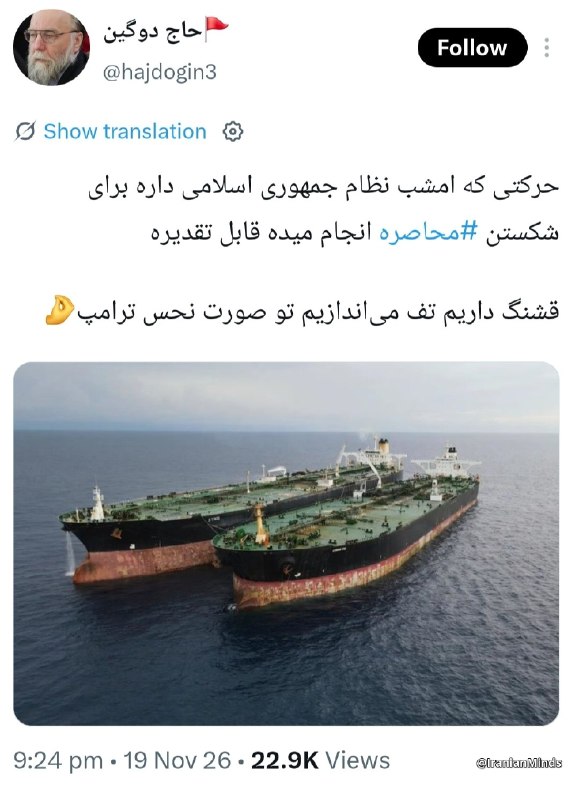 حاج دوگین🚩
@hajdogin3
Follow
Show translation
حرکتی که امشب نظام جمهوری اسلامی داره برای
شکستن #محاصره انجام میده قابل تقدیره
قشنگ داریم تف می‌اندازیم تو صورت نحس ترامپ👌
9:24 pm • 19 Nov 26 • 22.9K Views
@IranianMinds